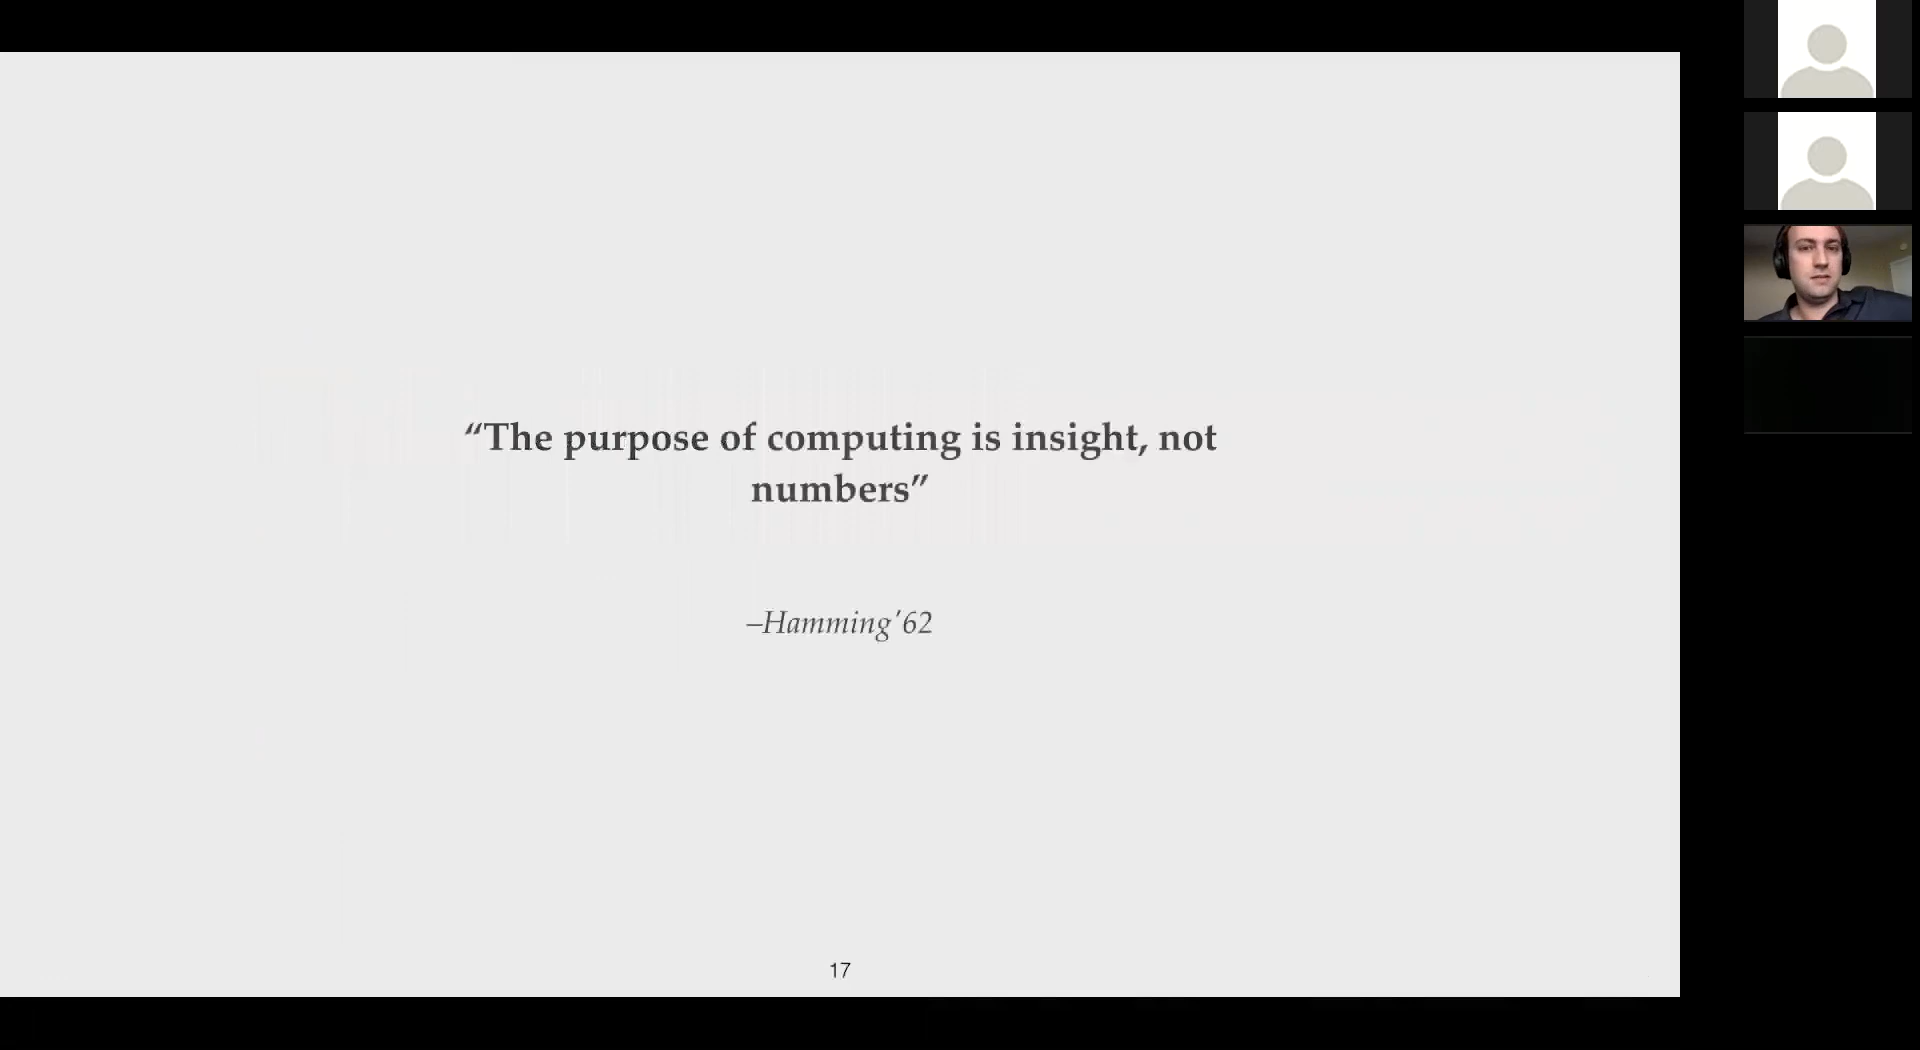 “The purpose of computing is insight, not
numbers”
–Hamming’62
17